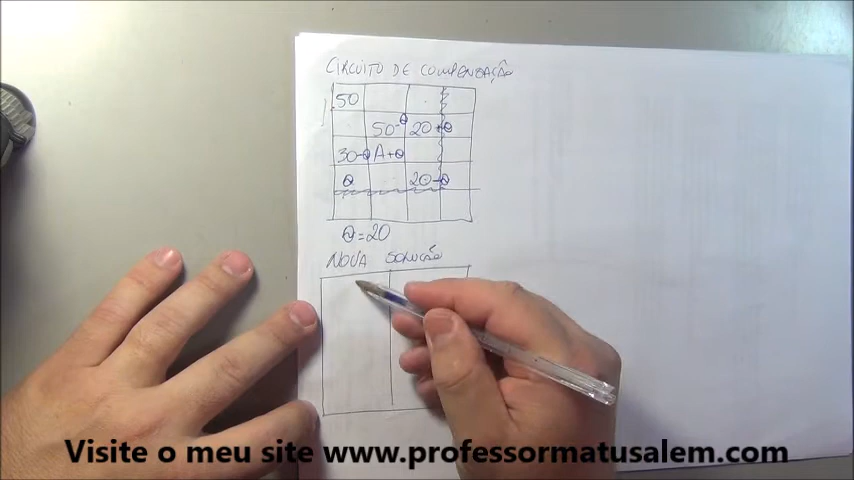 CIRCUITO DE COMPENSAÇÃO
50
50-θ 20+θ
30-θ A+θ
θ 20-θ
θ=20
NOVA SOLUÇÃO
Visite o meu site www.professormatusalem.com